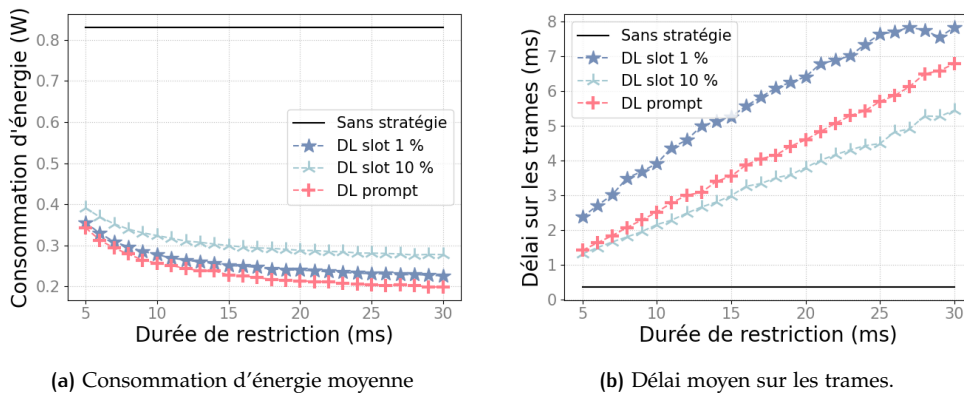 Consommation d'énergie (W)
0.8
0.7
0.6
0.5
0.4
0.3
0.2
Sans stratégie
DL slot 1 %
DL slot 10 %
DL prompt
5 10 15 20 25 30
Durée de restriction (ms)
(a) Consommation d'énergie moyenne
Délai sur les trames (ms)
8
7
6
5
4
3
2
1
0
Sans stratégie
DL slot 1 %
DL slot 10 %
DL prompt
5 10 15 20 25 30
Durée de restriction (ms)
(b) Délai moyen sur les trames.